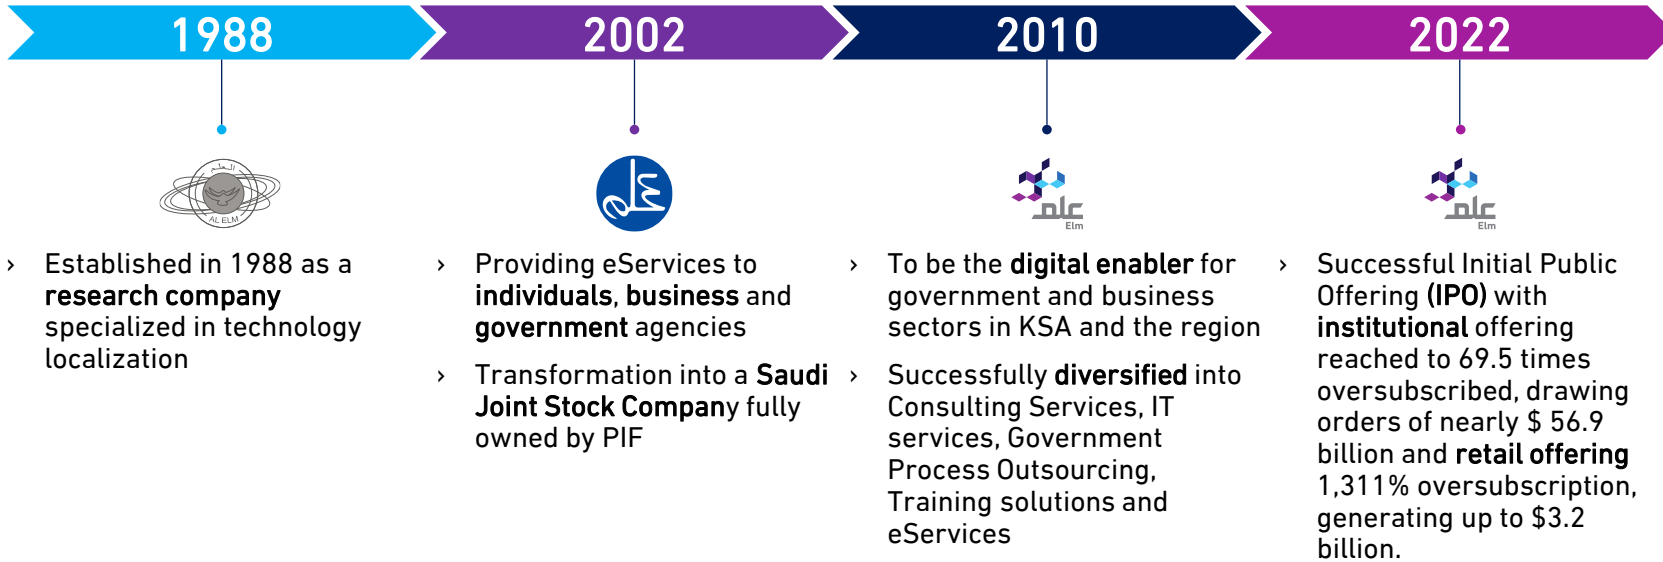 1988
2002
2010
2022
العلم
AL ELM
علم
علم
Elm
علم
Elm
› Established in 1988 as a
research company
specialized in technology
localization
› Providing eServices to
individuals, business and
government agencies
› Transformation into a Saudi
Joint Stock Company fully
owned by PIF
› To be the digital enabler for
government and business
sectors in KSA and the region
› Successfully diversified into
Consulting Services, IT
services, Government
Process Outsourcing,
Training solutions and
eServices
› Successful Initial Public
Offering (IPO) with
institutional offering
reached to 69.5 times
oversubscribed, drawing
orders of nearly $ 56.9
billion and retail offering
1,311% oversubscription,
generating up to $3.2
billion.